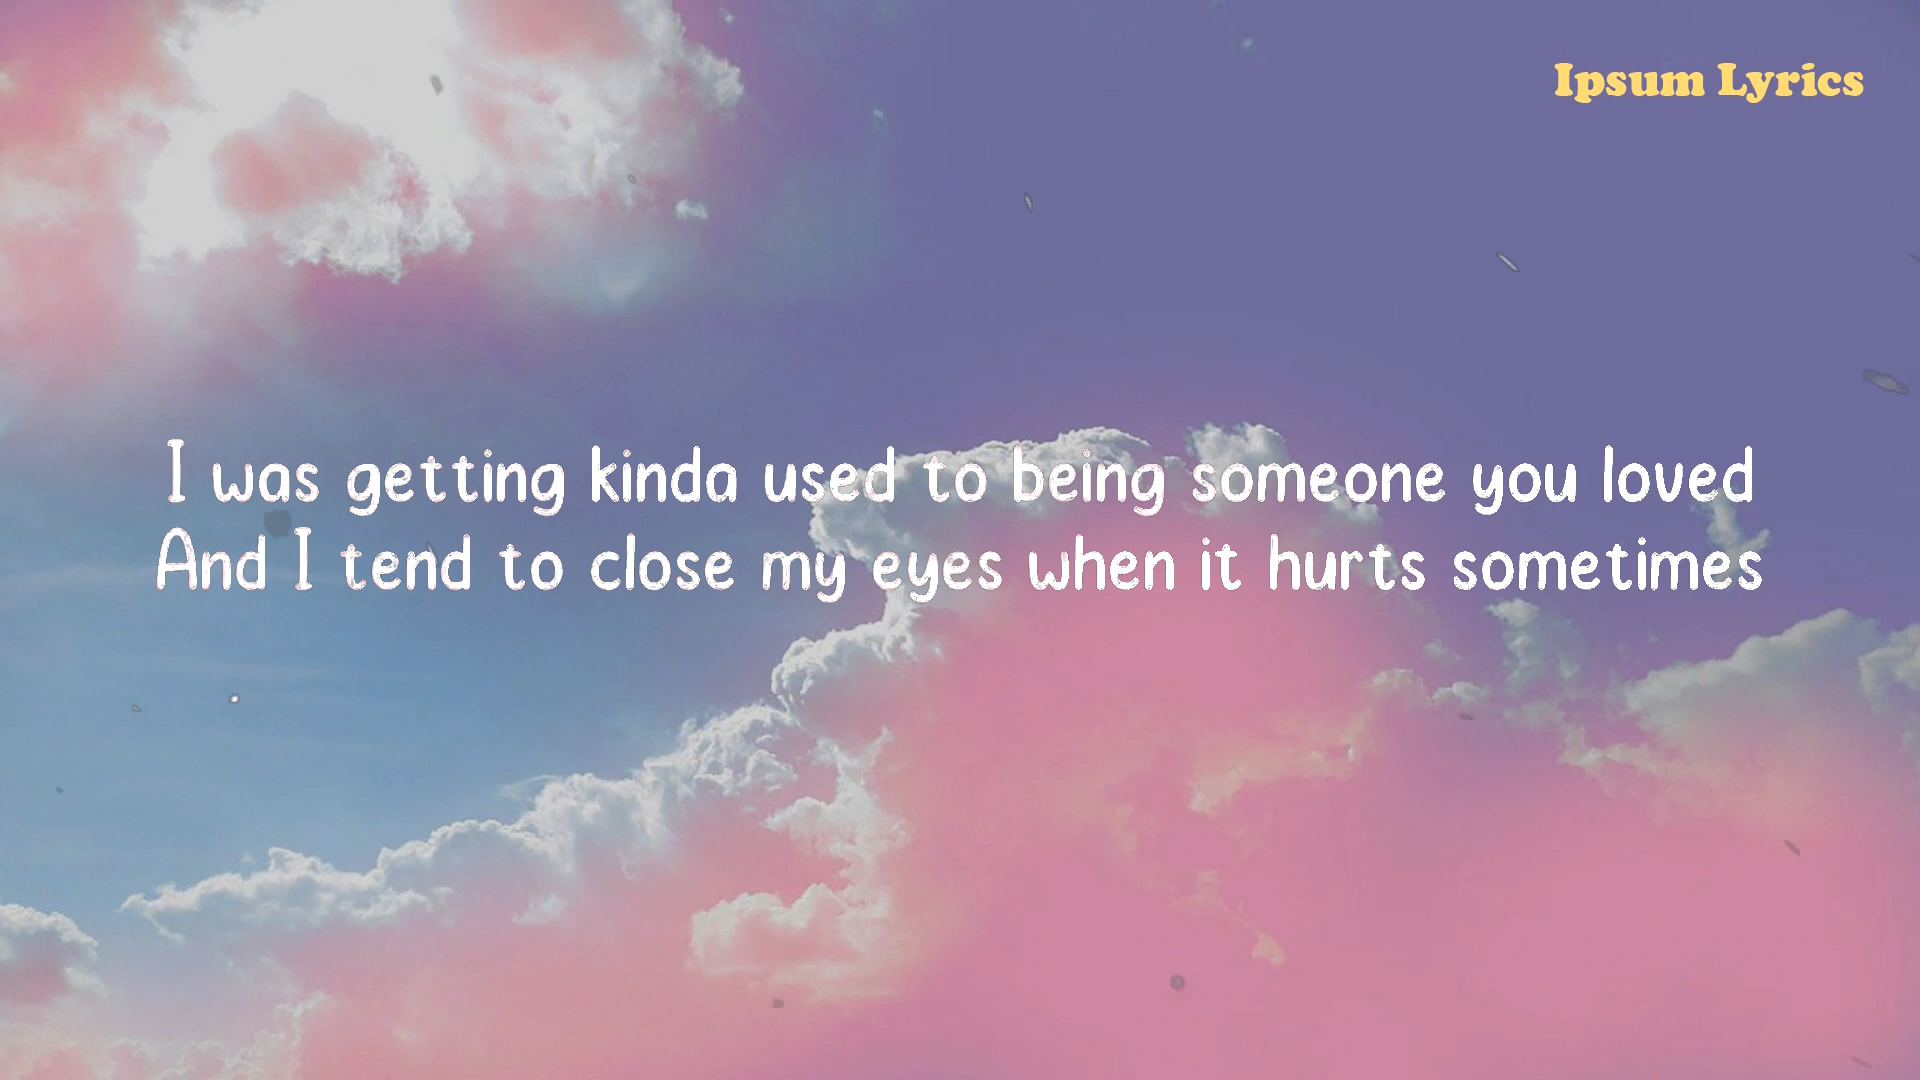 Ipsum Lyrics
I was getting kinda used to being someone you loved
And I tend to close my eyes when it hurts sometimes